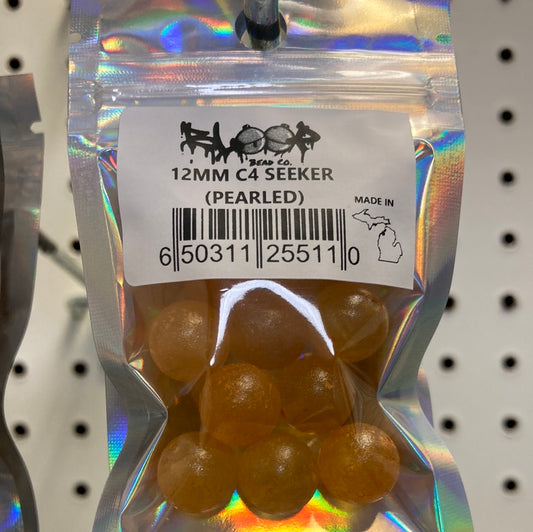 BLOOP
BEAD CO.
12MM C4 SEEKER
(PEARLED)
MADE IN
6 50311 25511 0